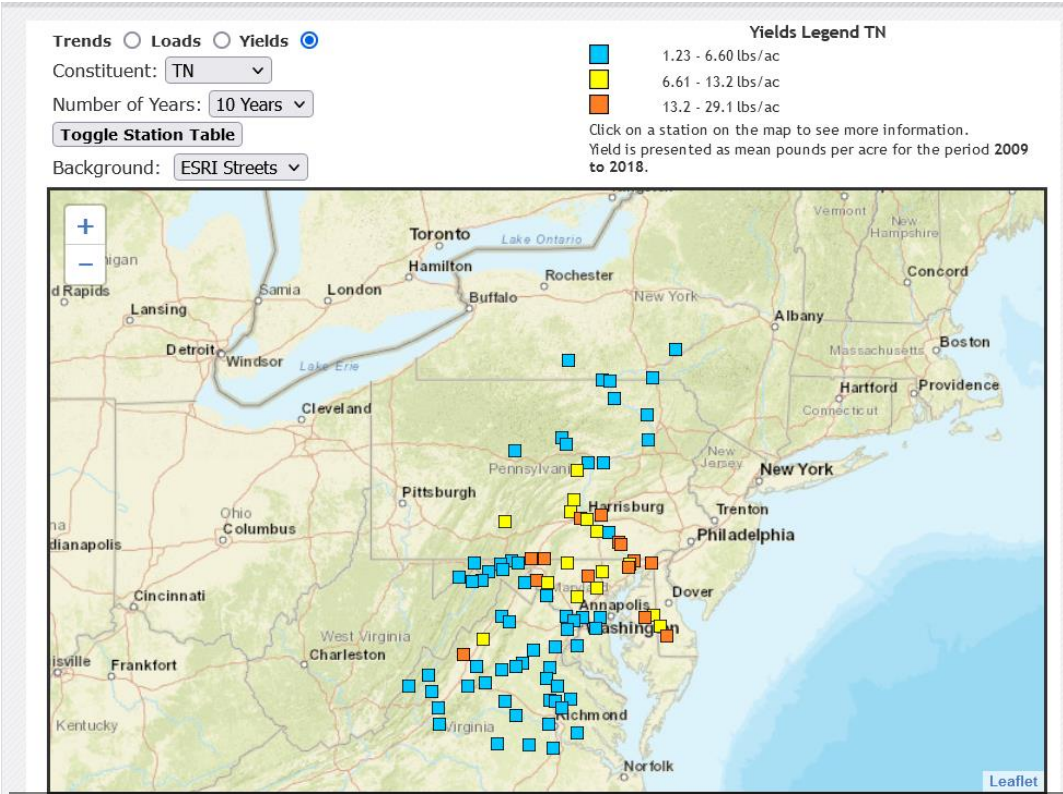 Trends Loads Yields
Constituent: TN
Number of Years: 10 Years
Toggle Station Table
Background: ESRI Streets
Yields Legend TN
1.23 - 6.60 lbs/ac
6.61 - 13.2 lbs/ac
13.2 - 29.1 lbs/ac
Click on a station on the map to see more information.
Yield is presented as mean pounds per acre for the period 2009
to 2018.
+
−
Vermont
New
Hampshire
Toronto
Lake Ontario
igan
Hamilton
Rochester
Concord
d Rapids
Sarnia
London
Buffalo
New York
Lansing
Albany
Detroit
Windsor
Lake Erie
Massachusetts
Boston
Hartford
Providence
Connecticut
Cleveland
New
Jersey
Pennsylvani
New York
Pittsburgh
Harrisburg
Trenton
Ohio
Columbus
Philadelphia
na
dianapolis
Cincinnati
Maryland
Dover
Annapolis
Washington
West Virginia
Charleston
isville
Frankfort
Kentucky
Virginia
Richmond
Norfolk
Leaflet